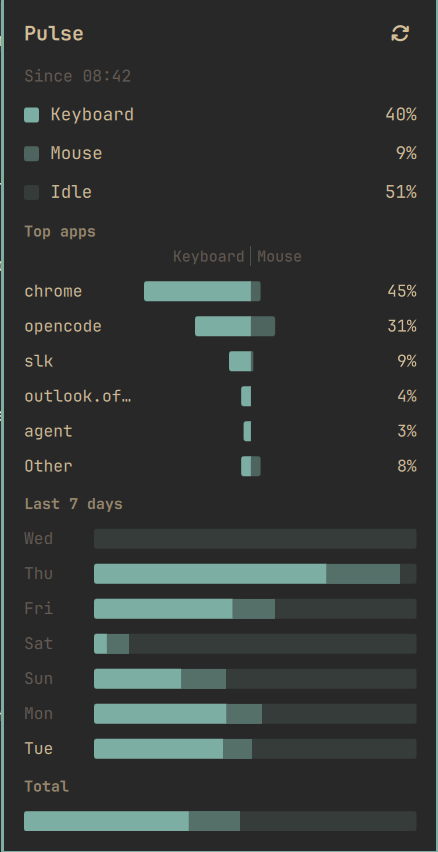 Pulse
Since 08:42
Keyboard 40%
Mouse 9%
Idle 51%
Top apps
Keyboard Mouse
chrome 45%
opencode 31%
slk 9%
outlook.of… 4%
agent 3%
Other 8%
Last 7 days
Wed
Thu
Fri
Sat
Sun
Mon
Tue
Total